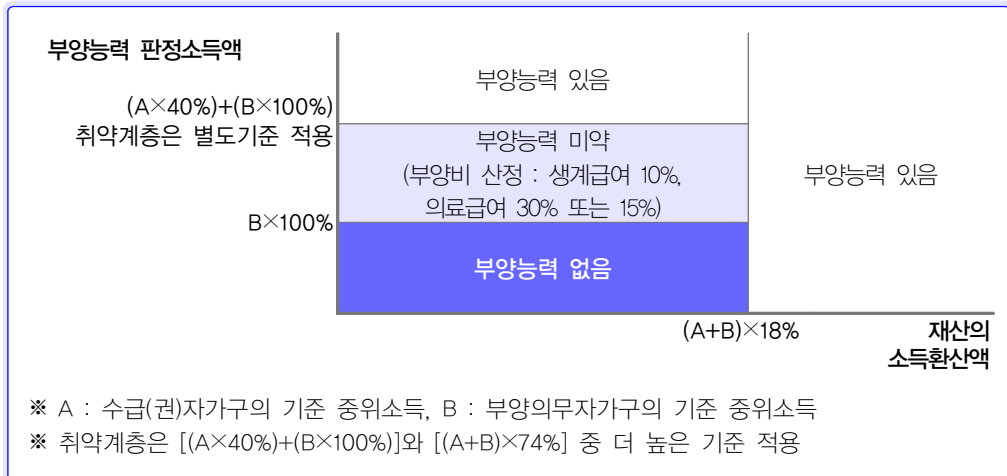 부양능력 판정소득액
(A×40%)+(B×100%)
취약계층은 별도기준 적용
B×100%
부양능력 있음
부양능력 미약
(부양비 산정 : 생계급여 10%,
의료급여 30% 또는 15%)
부양능력 없음
부양능력 있음
(A+B)×18%
재산의
소득환산액
※ A : 수급(권)자가구의 기준 중위소득, B : 부양의무자가구의 기준 중위소득
※ 취약계층은 [(A×40%)+(B×100%)]와 [(A+B)×74%] 중 더 높은 기준 적용